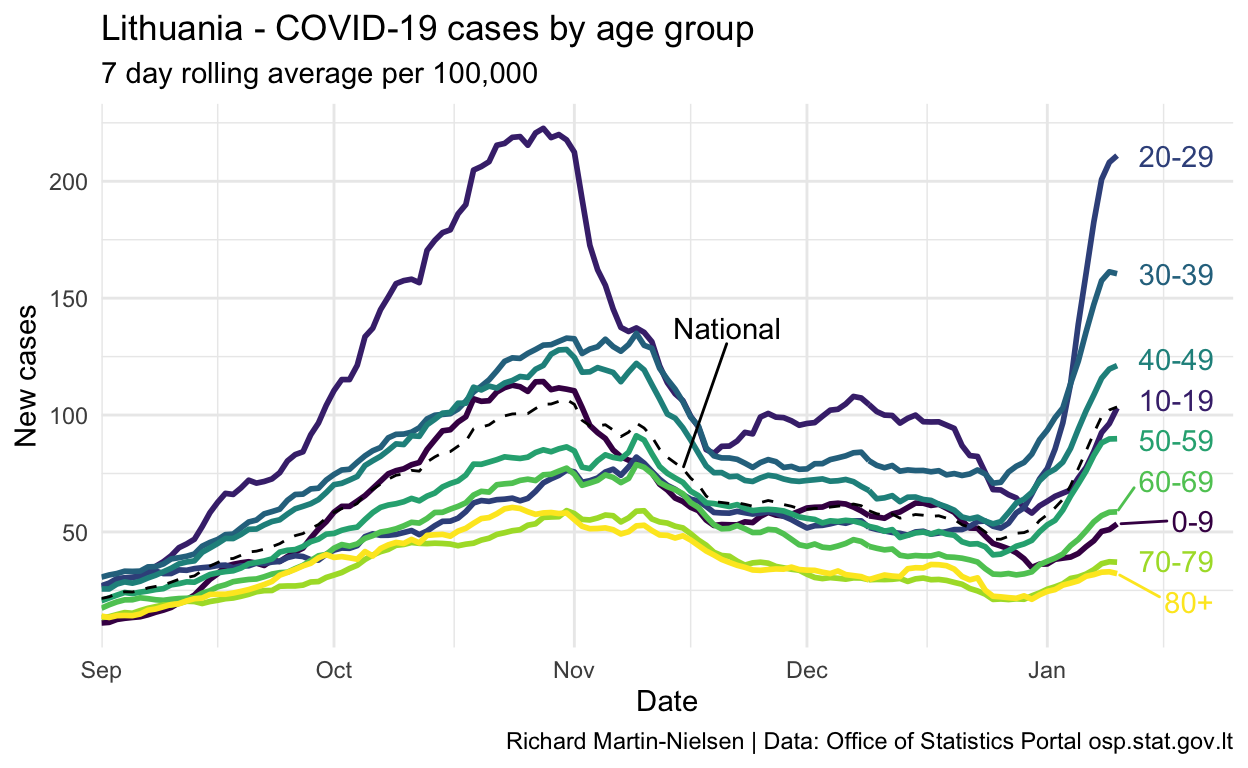 Lithuania - COVID-19 cases by age group
7 day rolling average per 100,000
New cases
200
150
100
50
National
20-29
30-39
40-49
10-19
50-59
60-69
0-9
70-79
80+
Sep Oct Nov Dec Jan
Date
Richard Martin-Nielsen | Data: Office of Statistics Portal osp.stat.gov.lt